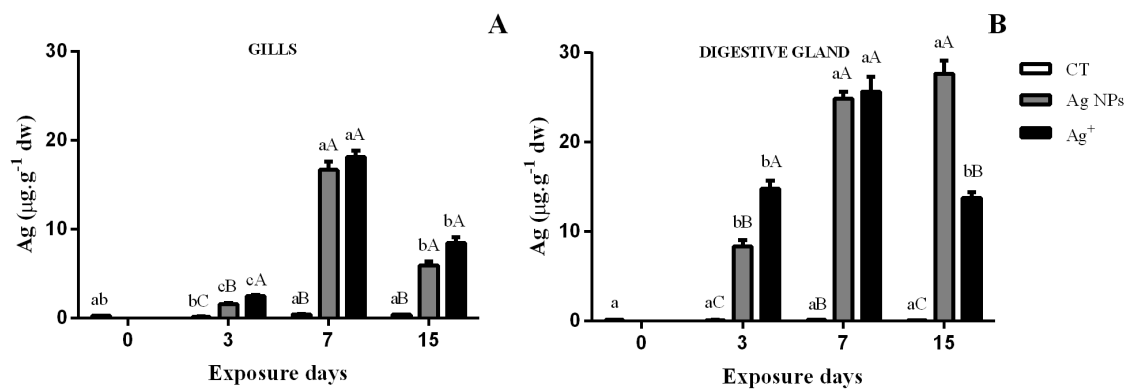 A
GILLS
Ag (µg.g⁻¹ dw)
30
20
10
0
ab
bC
cB
cA
aB
aA
aA
aB
bA
bA
0
3
7
15
Exposure days
B
DIGESTIVE GLAND
Ag (µg.g⁻¹ dw)
30
20
10
0
a
aC
bB
bA
aB
aA
aA
aC
aA
bB
0
3
7
15
Exposure days
CT
Ag NPs
Ag⁺